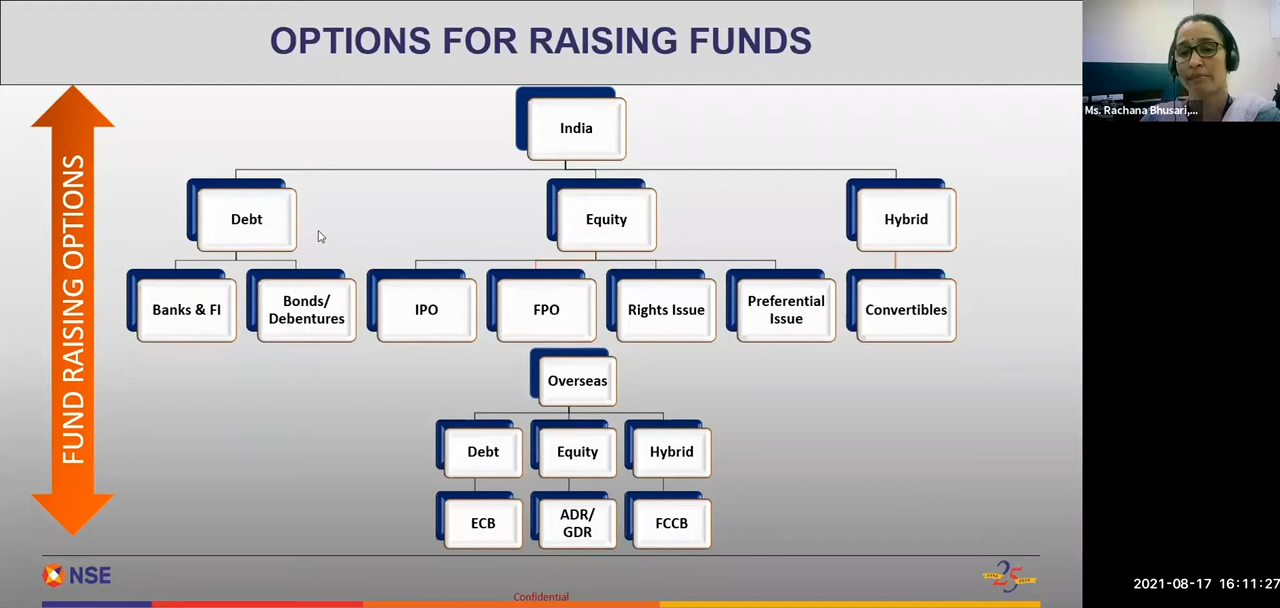 OPTIONS FOR RAISING FUNDS
Ms. Rachana Bhusari,...
FUND RAISING OPTIONS
India
Debt
Equity
Hybrid
Banks & FI
Bonds/
Debentures
IPO
FPO
Rights Issue
Preferential
Issue
Convertibles
Overseas
Debt
Equity
Hybrid
ECB
ADR/
GDR
FCCB
NSE
25
Confidential
2021-08-17 16:11:27